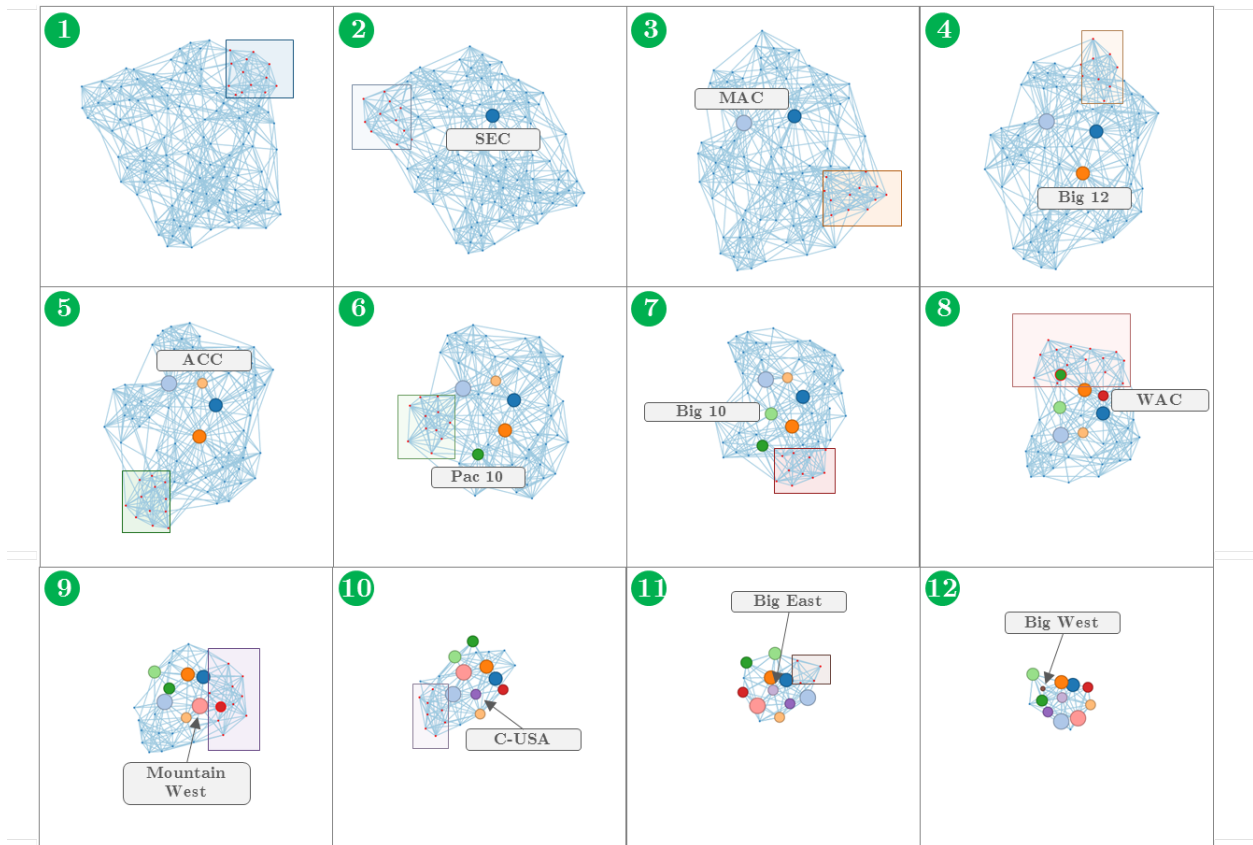 1
2
3
4
SEC
MAC
Big 12
5
6
7
8
ACC
Pac 10
Big 10
WAC
9
10
11
12
Mountain
West
C-USA
Big East
Big West